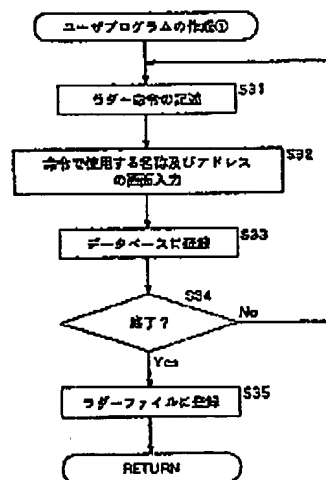 ユーザプログラムの作成①
ラダー命令の記述
S31
命令で使用する名称及びアドレス
の画面入力
S32
データベースに登録
S33
S34
終了?
No
Yes
ラダーファイルに登録
S35
RETURN